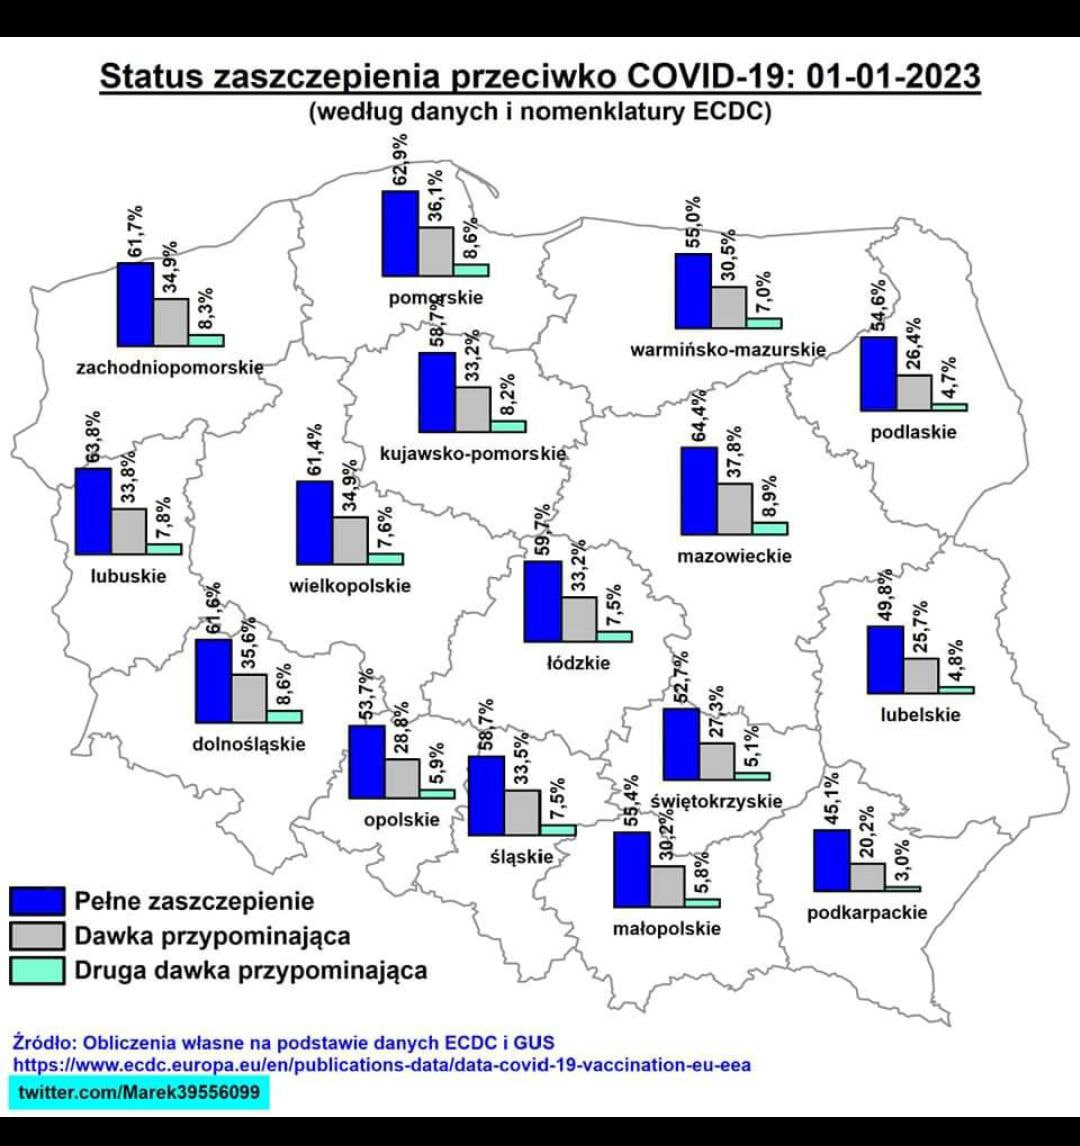 Status zaszczepienia przeciwko COVID-19: 01-01-2023
(według danych i nomenklatury ECDC)
62,9%
36,1%
8,6%
pomorskie
61,7%
34,9%
8,3%
zachodniopomorskie
55,0%
30,5%
7,0%
warmińsko-mazurskie
54,6%
26,4%
4,7%
podlaskie
58,7%
33,2%
8,2%
kujawsko-pomorskie
63,8%
33,8%
7,8%
lubuskie
61,4%
34,9%
7,6%
wielkopolskie
64,4%
37,8%
8,9%
mazowieckie
59,7%
33,2%
7,5%
łódzkie
61,6%
35,6%
8,6%
dolnośląskie
49,8%
25,7%
4,8%
lubelskie
53,7%
28,8%
5,9%
opolskie
58,7%
33,5%
7,5%
śląskie
52,7%
27,3%
5,1%
świętokrzyskie
55,4%
30,2%
5,8%
małopolskie
45,1%
20,2%
3,0%
podkarpackie
Pełne zaszczepienie
Dawka przypominająca
Druga dawka przypominająca
Źródło: Obliczenia własne na podstawie danych ECDC i GUS
https://www.ecdc.europa.eu/en/publications-data/data-covid-19-vaccination-eu-eea
twitter.com/Marek39556099